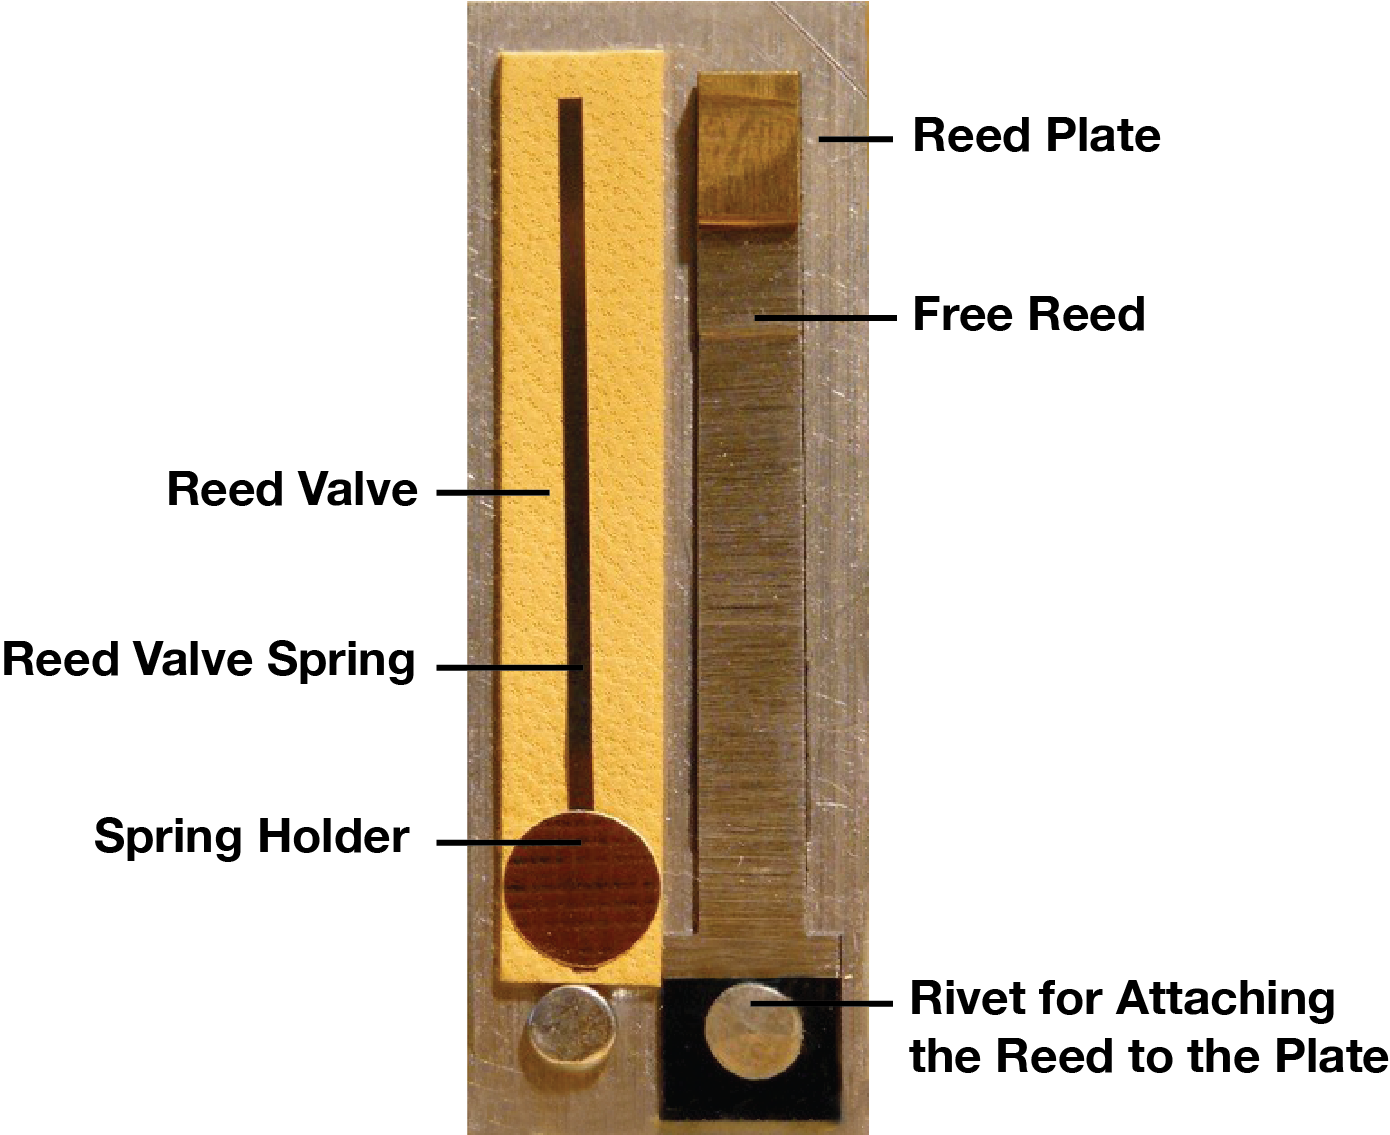 Reed Plate
Free Reed
Reed Valve
Reed Valve Spring
Spring Holder
Rivet for Attaching
the Reed to the Plate